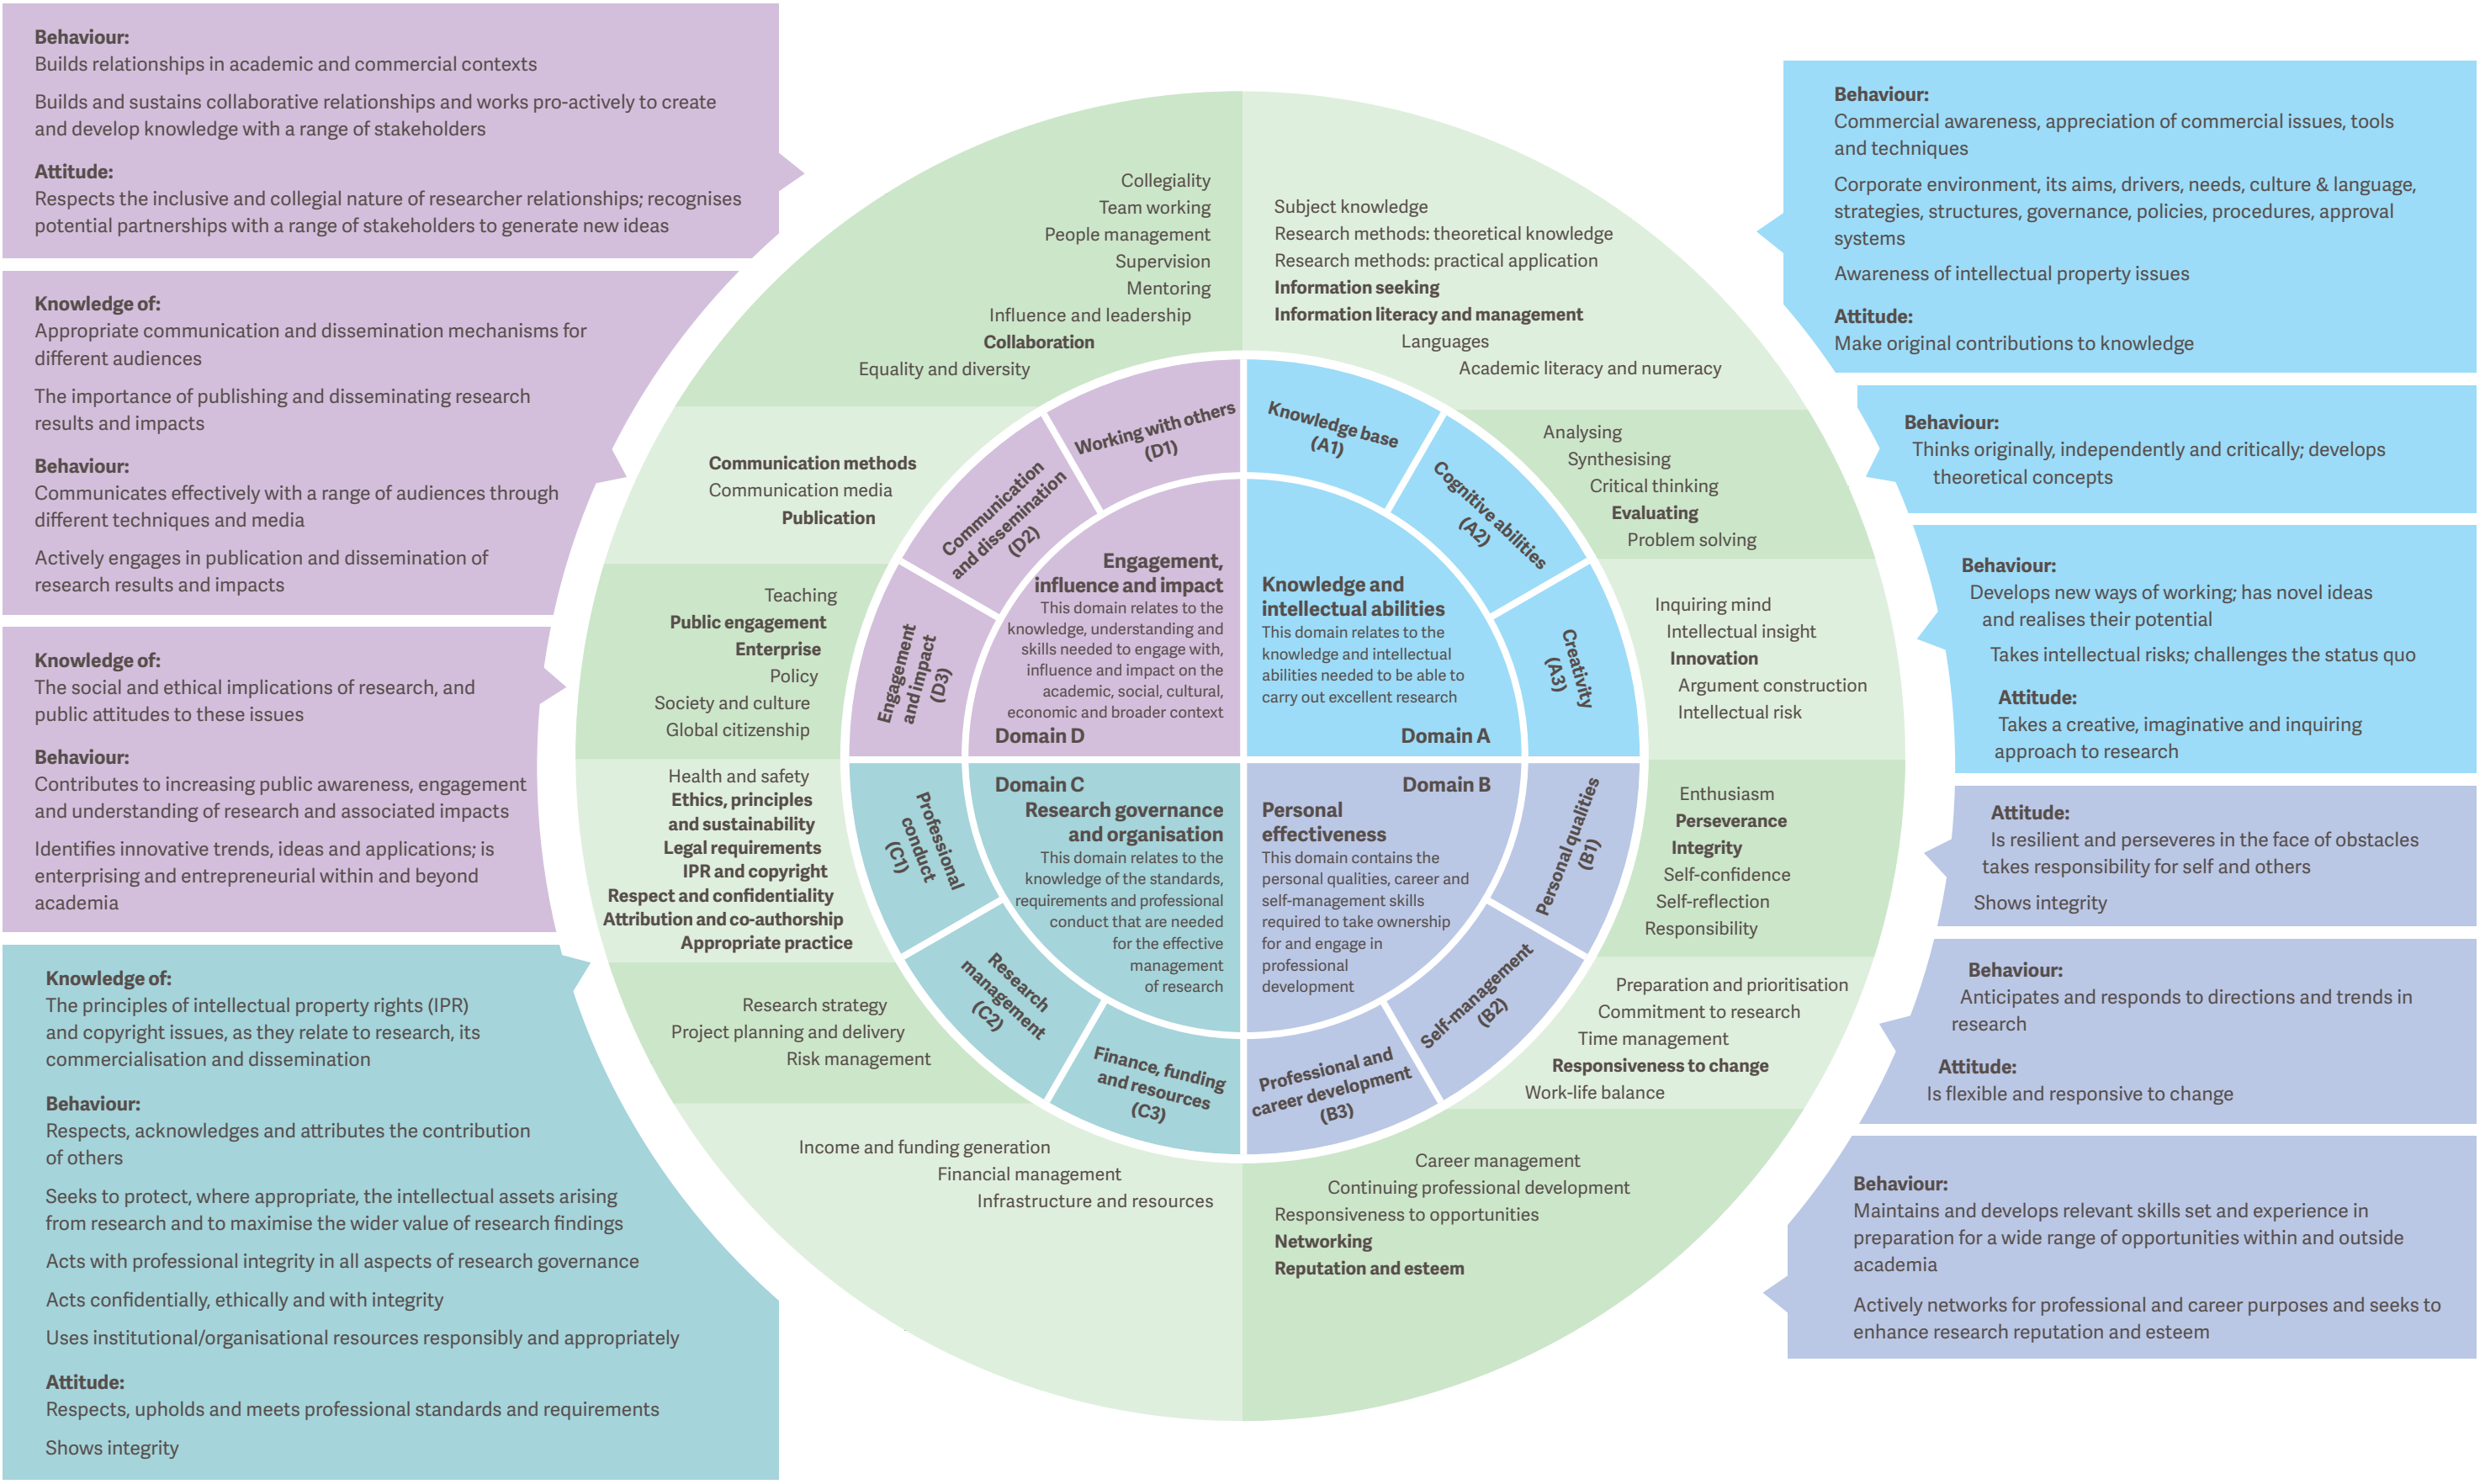 Behaviour:
Builds relationships in academic and commercial contexts
Builds and sustains collaborative relationships and works pro-actively to create
and develop knowledge with a range of stakeholders
Attitude:
Respects the inclusive and collegial nature of researcher relationships; recognises
potential partnerships with a range of stakeholders to generate new ideas
Knowledge of:
Appropriate communication and dissemination mechanisms for
different audiences
The importance of publishing and disseminating research
results and impacts
Behaviour:
Communicates effectively with a range of audiences through
different techniques and media
Actively engages in publication and dissemination of
research results and impacts
Knowledge of:
The social and ethical implications of research, and
public attitudes to these issues
Behaviour:
Contributes to increasing public awareness, engagement
and understanding of research and associated impacts
Identifies innovative trends, ideas and applications; is
enterprising and entrepreneurial within and beyond
academia
Knowledge of:
The principles of intellectual property rights (IPR)
and copyright issues, as they relate to research, its
commercialisation and dissemination
Behaviour:
Respects, acknowledges and attributes the contribution
of others
Seeks to protect, where appropriate, the intellectual assets arising
from research and to maximise the wider value of research findings
Acts with professional integrity in all aspects of research governance
Acts confidentially, ethically and with integrity
Uses institutional/organisational resources responsibly and appropriately
Attitude:
Respects, upholds and meets professional standards and requirements
Shows integrity
Collegiality
Team working
People management
Supervision
Mentoring
Influence and leadership
Collaboration
Equality and diversity
Communication methods
Communication media
Publication
Teaching
Public engagement
Enterprise
Policy
Society and culture
Global citizenship
Health and safety
Ethics, principles
and sustainability
Legal requirements
IPR and copyright
Respect and confidentiality
Attribution and co-authorship
Appropriate practice
Research strategy
Project planning and delivery
Risk management
Income and funding generation
Financial management
Infrastructure and resources
Working with others
(D1)
Communication
and dissemination
(D2)
Engagement
and impact
(D3)
Professional
conduct
(C1)
Research
management
(C2)
Finance, funding
and resources
(C3)
Engagement,
influence and impact
This domain relates to the
knowledge, understanding and
skills needed to engage with,
influence and impact on the
academic, social, cultural,
economic and broader context
Domain D
Domain C
Research governance
and organisation
This domain relates to the
knowledge of the standards,
requirements and professional
conduct that are needed
for the effective
management
of research
Knowledge and
intellectual abilities
This domain relates to the
knowledge and intellectual
abilities needed to be able to
carry out excellent research
Domain A
Domain B
Personal
effectiveness
This domain contains the
personal qualities, career and
self-management skills
required to take ownership
for and engage in
professional
development
Knowledge base
(A1)
Cognitive abilities
(A2)
Creativity
(A3)
Personal qualities
(B1)
Self-management
(B2)
Professional and
career development
(B3)
Subject knowledge
Research methods: theoretical knowledge
Research methods: practical application
Information seeking
Information literacy and management
Languages
Academic literacy and numeracy
Analysing
Synthesising
Critical thinking
Evaluating
Problem solving
Inquiring mind
Intellectual insight
Innovation
Argument construction
Intellectual risk
Enthusiasm
Perseverance
Integrity
Self-confidence
Self-reflection
Responsibility
Preparation and prioritisation
Commitment to research
Time management
Responsiveness to change
Work-life balance
Career management
Continuing professional development
Responsiveness to opportunities
Networking
Reputation and esteem
Behaviour:
Commercial awareness, appreciation of commercial issues, tools
and techniques
Corporate environment, its aims, drivers, needs, culture & language,
strategies, structures, governance, policies, procedures, approval
systems
Awareness of intellectual property issues
Attitude:
Make original contributions to knowledge
Behaviour:
Thinks originally, independently and critically; develops
theoretical concepts
Behaviour:
Develops new ways of working; has novel ideas
and realises their potential
Takes intellectual risks; challenges the status quo
Attitude:
Takes a creative, imaginative and inquiring
approach to research
Attitude:
Is resilient and perseveres in the face of obstacles
takes responsibility for self and others
Shows integrity
Behaviour:
Anticipates and responds to directions and trends in
research
Attitude:
Is flexible and responsive to change
Behaviour:
Maintains and develops relevant skills set and experience in
preparation for a wide range of opportunities within and outside
academia
Actively networks for professional and career purposes and seeks to
enhance research reputation and esteem